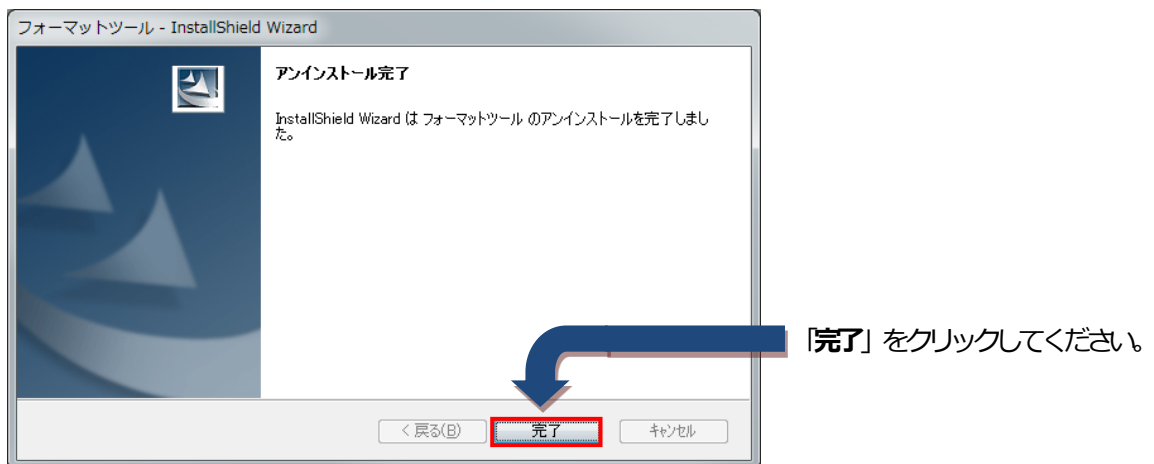 フォーマットツール - InstallShield Wizard
アンインストール完了
InstallShield Wizard は フォーマットツール のアンインストールを完了しまし
た。
「完了」をクリックしてください。
< 戻る(B)
完了
キャンセル